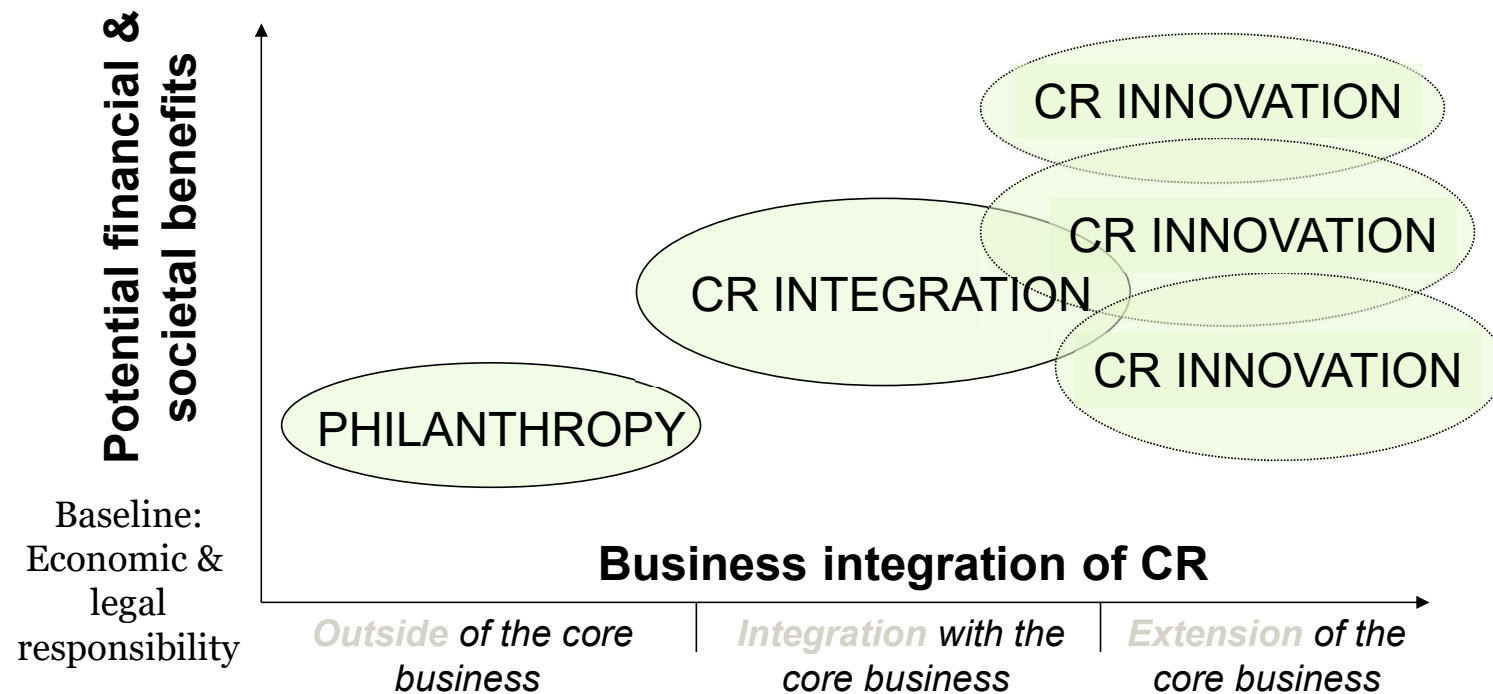 Potential financial &
societal benefits
CR INNOVATION
CR INNOVATION
CR INTEGRATION
CR INNOVATION
PHILANTHROPY
Baseline:
Economic &
legal
responsibility
Business integration of CR
Outside of the core
business
Integration with the
core business
Extension of the
core business